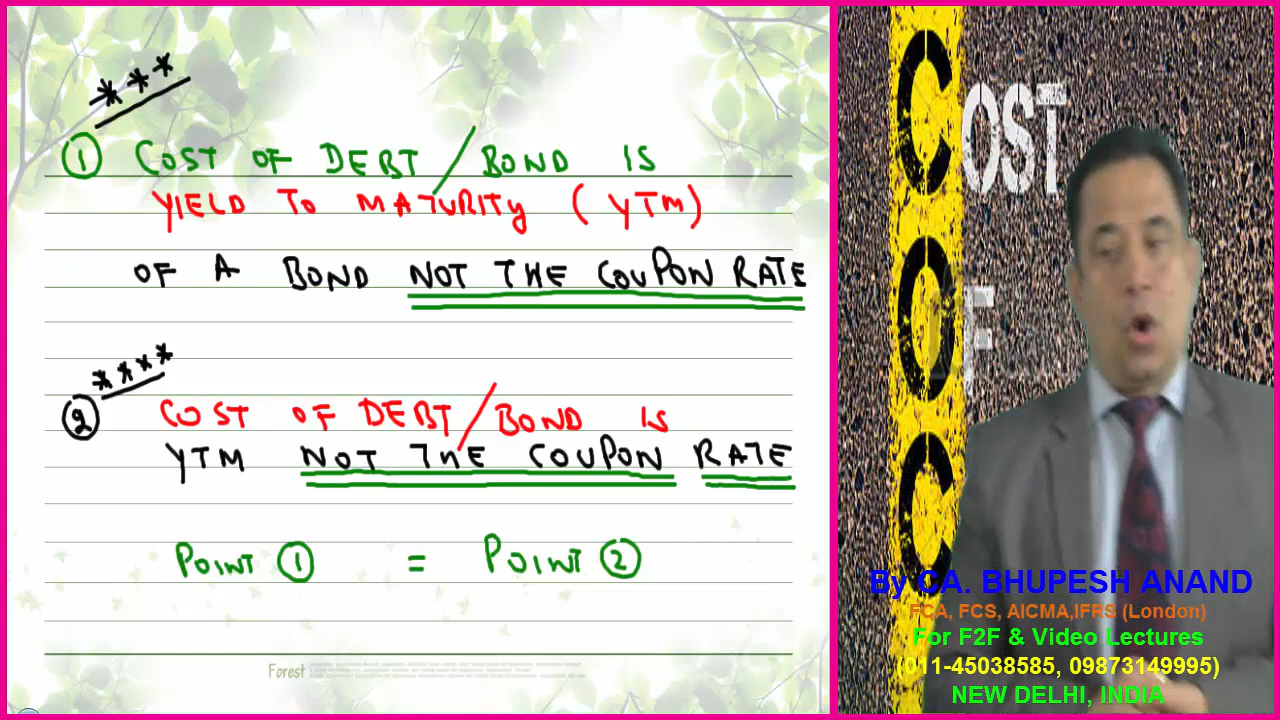 ***
① COST OF DEBT / BOND IS
YIELD TO MATURITY (YTM)
OF A BOND NOT THE COUPON RATE
****
② COST OF DEBT / BOND IS
YTM NOT THE COUPON RATE
POINT ① = POINT ②
Forest
COST
OF
C
By CA. BHUPESH ANAND
FCA, FCS, AICMA,IFRS (London)
For F2F & Video Lectures
(011-45038585, 09873149995)
NEW DELHI, INDIA